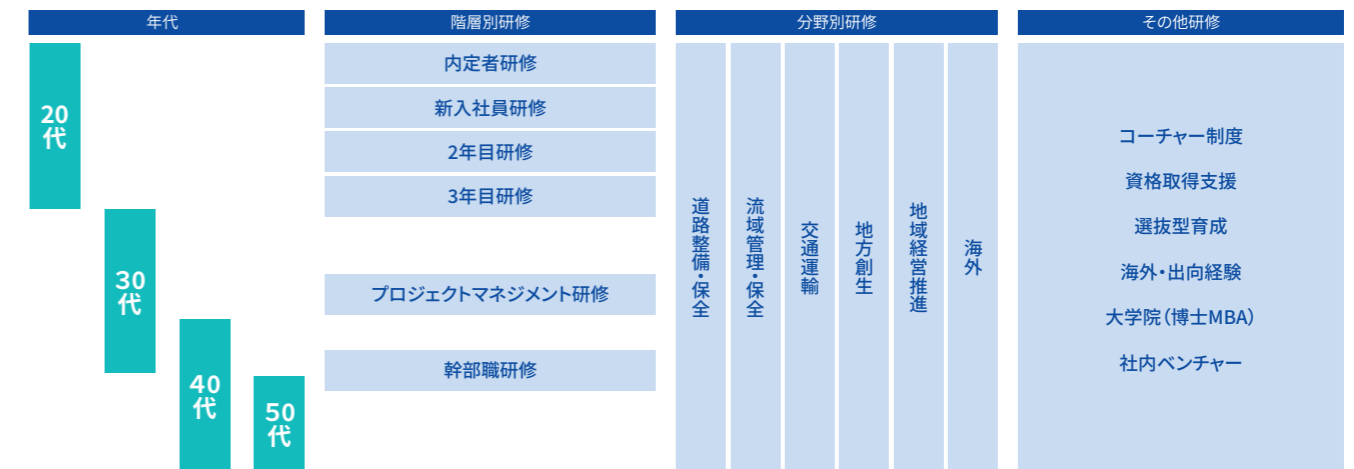 年代
階層別研修
分野別研修
その他研修
20代
30代
40代
50代
内定者研修
新入社員研修
2年目研修
3年目研修
プロジェクトマネジメント研修
幹部職研修
道路整備・保全
流域管理・保全
交通運輸
地方創生
地域経営推進
海外
コーチャー制度
資格取得支援
選抜型育成
海外・出向経験
大学院（博士MBA）
社内ベンチャー